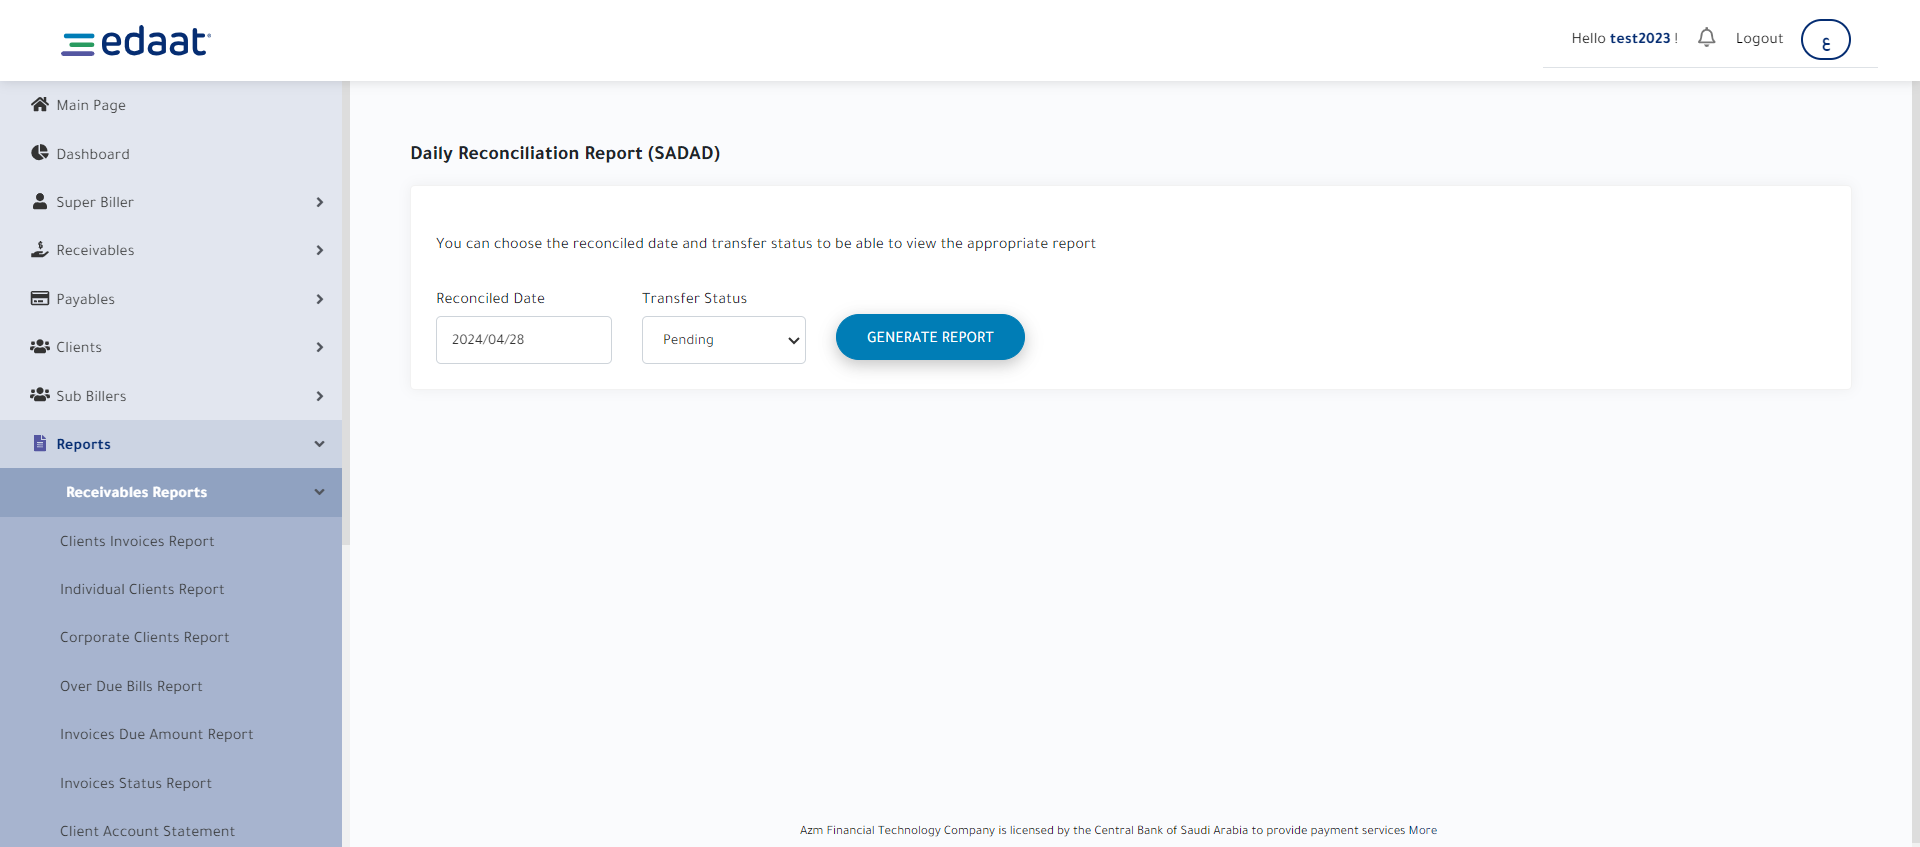 edaat
Hello test2023 !
Logout
ع
Main Page
Dashboard
Super Biller
Receivables
Payables
Clients
Sub Billers
Reports
Receivables Reports
Clients Invoices Report
Individual Clients Report
Corporate Clients Report
Over Due Bills Report
Invoices Due Amount Report
Invoices Status Report
Client Account Statement
Daily Reconciliation Report (SADAD)
You can choose the reconciled date and transfer status to be able to view the appropriate report
Reconciled Date
2024/04/28
Transfer Status
Pending
GENERATE REPORT
Azm Financial Technology Company is licensed by the Central Bank of Saudi Arabia to provide payment services More